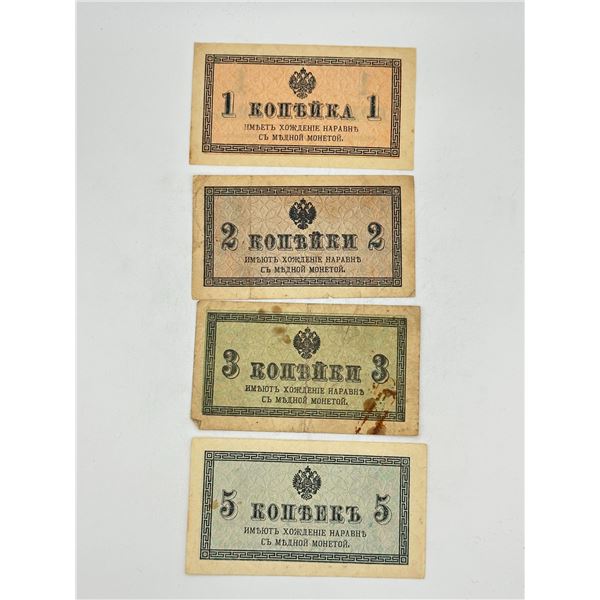 1 КОПѢЙКА 1
ИМѢЕТЪ ХОЖДЕНІЕ НАРАВНѢ
СЪ МѢДНОЙ МОНЕТОЙ.
2 КОПѢЙКИ 2
ИМѢЮТЪ ХОЖДЕНІЕ НАРАВНѢ
СЪ МѢДНОЙ МОНЕТОЙ.
3 КОПѢЙКИ 3
ИМѢЮТЪ ХОЖДЕНІЕ НАРАВНѢ
СЪ МѢДНОЙ МОНЕТОЙ.
5 КОПѢЕКЪ 5
ИМѢЮТЪ ХОЖДЕНІЕ НАРАВНѢ
СЪ МѢДНОЙ МОНЕТОЙ.